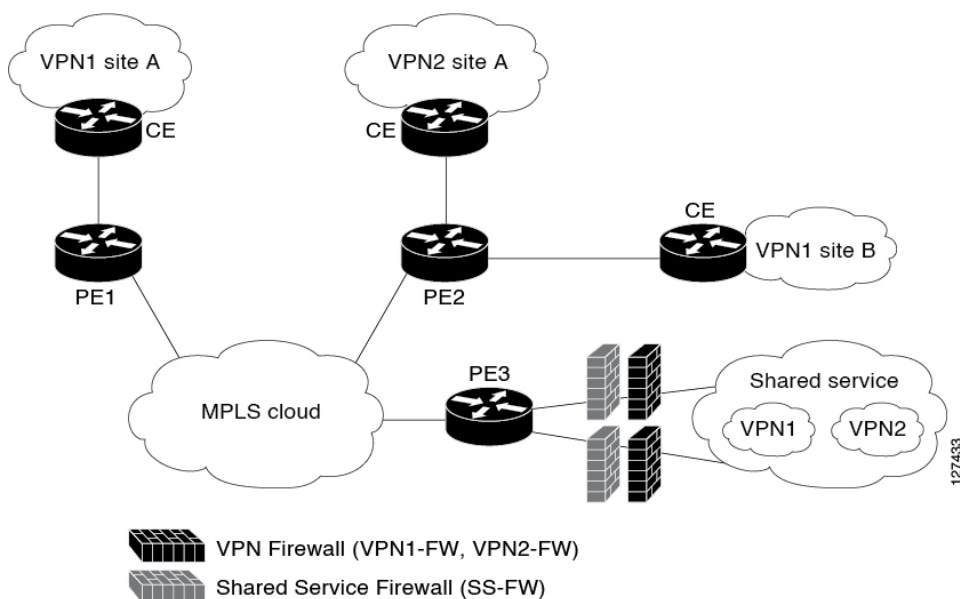 VPN1 site A
VPN2 site A
CE
CE
CE
VPN1 site B
PE1
PE2
PE3
MPLS cloud
Shared service
VPN1
VPN2
127433
VPN Firewall (VPN1-FW, VPN2-FW)
Shared Service Firewall (SS-FW)